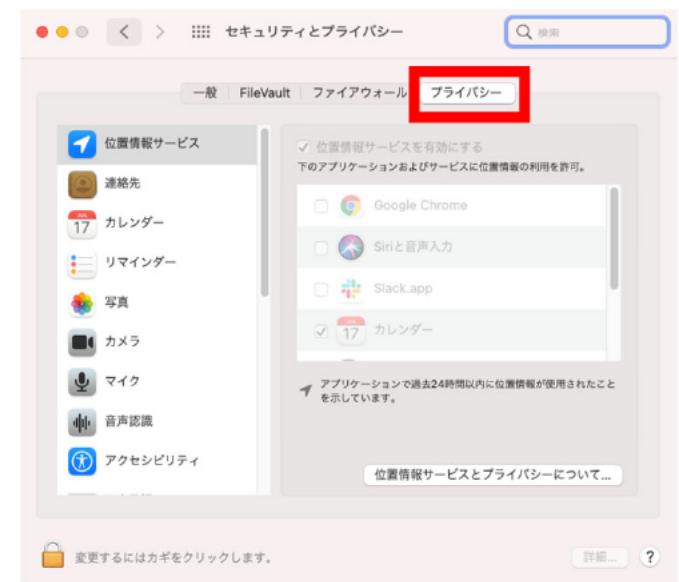 セキュリティとプライバシー
検索
一般 FileVault ファイアウォール プライバシー
位置情報サービス
連絡先
JUL 17 カレンダー
リマインダー
写真
カメラ
マイク
音声認識
アクセシビリティ
位置情報サービスを有効にする
下のアプリケーションおよびサービスに位置情報の利用を許可。
Google Chrome
Siriと音声入力
Slack.app
17 カレンダー
アプリケーションで過去24時間以内に位置情報が使用されたこと
を示しています。
位置情報サービスとプライバシーについて...
変更するにはカギをクリックします。
詳細...
?